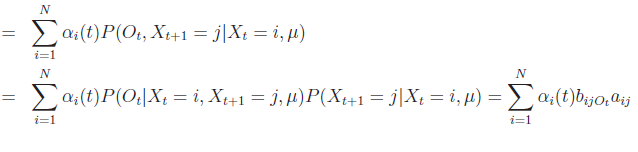 = \sum_{i=1}^{N} \alpha_i(t)P(O_t, X_{t+1} = j|X_t = i, \mu)
= \sum_{i=1}^{N} \alpha_i(t)P(O_t|X_t = i, X_{t+1} = j, \mu)P(X_{t+1} = j|X_t = i, \mu) = \sum_{i=1}^{N} \alpha_i(t)b_{ijO_t}a_{ij}